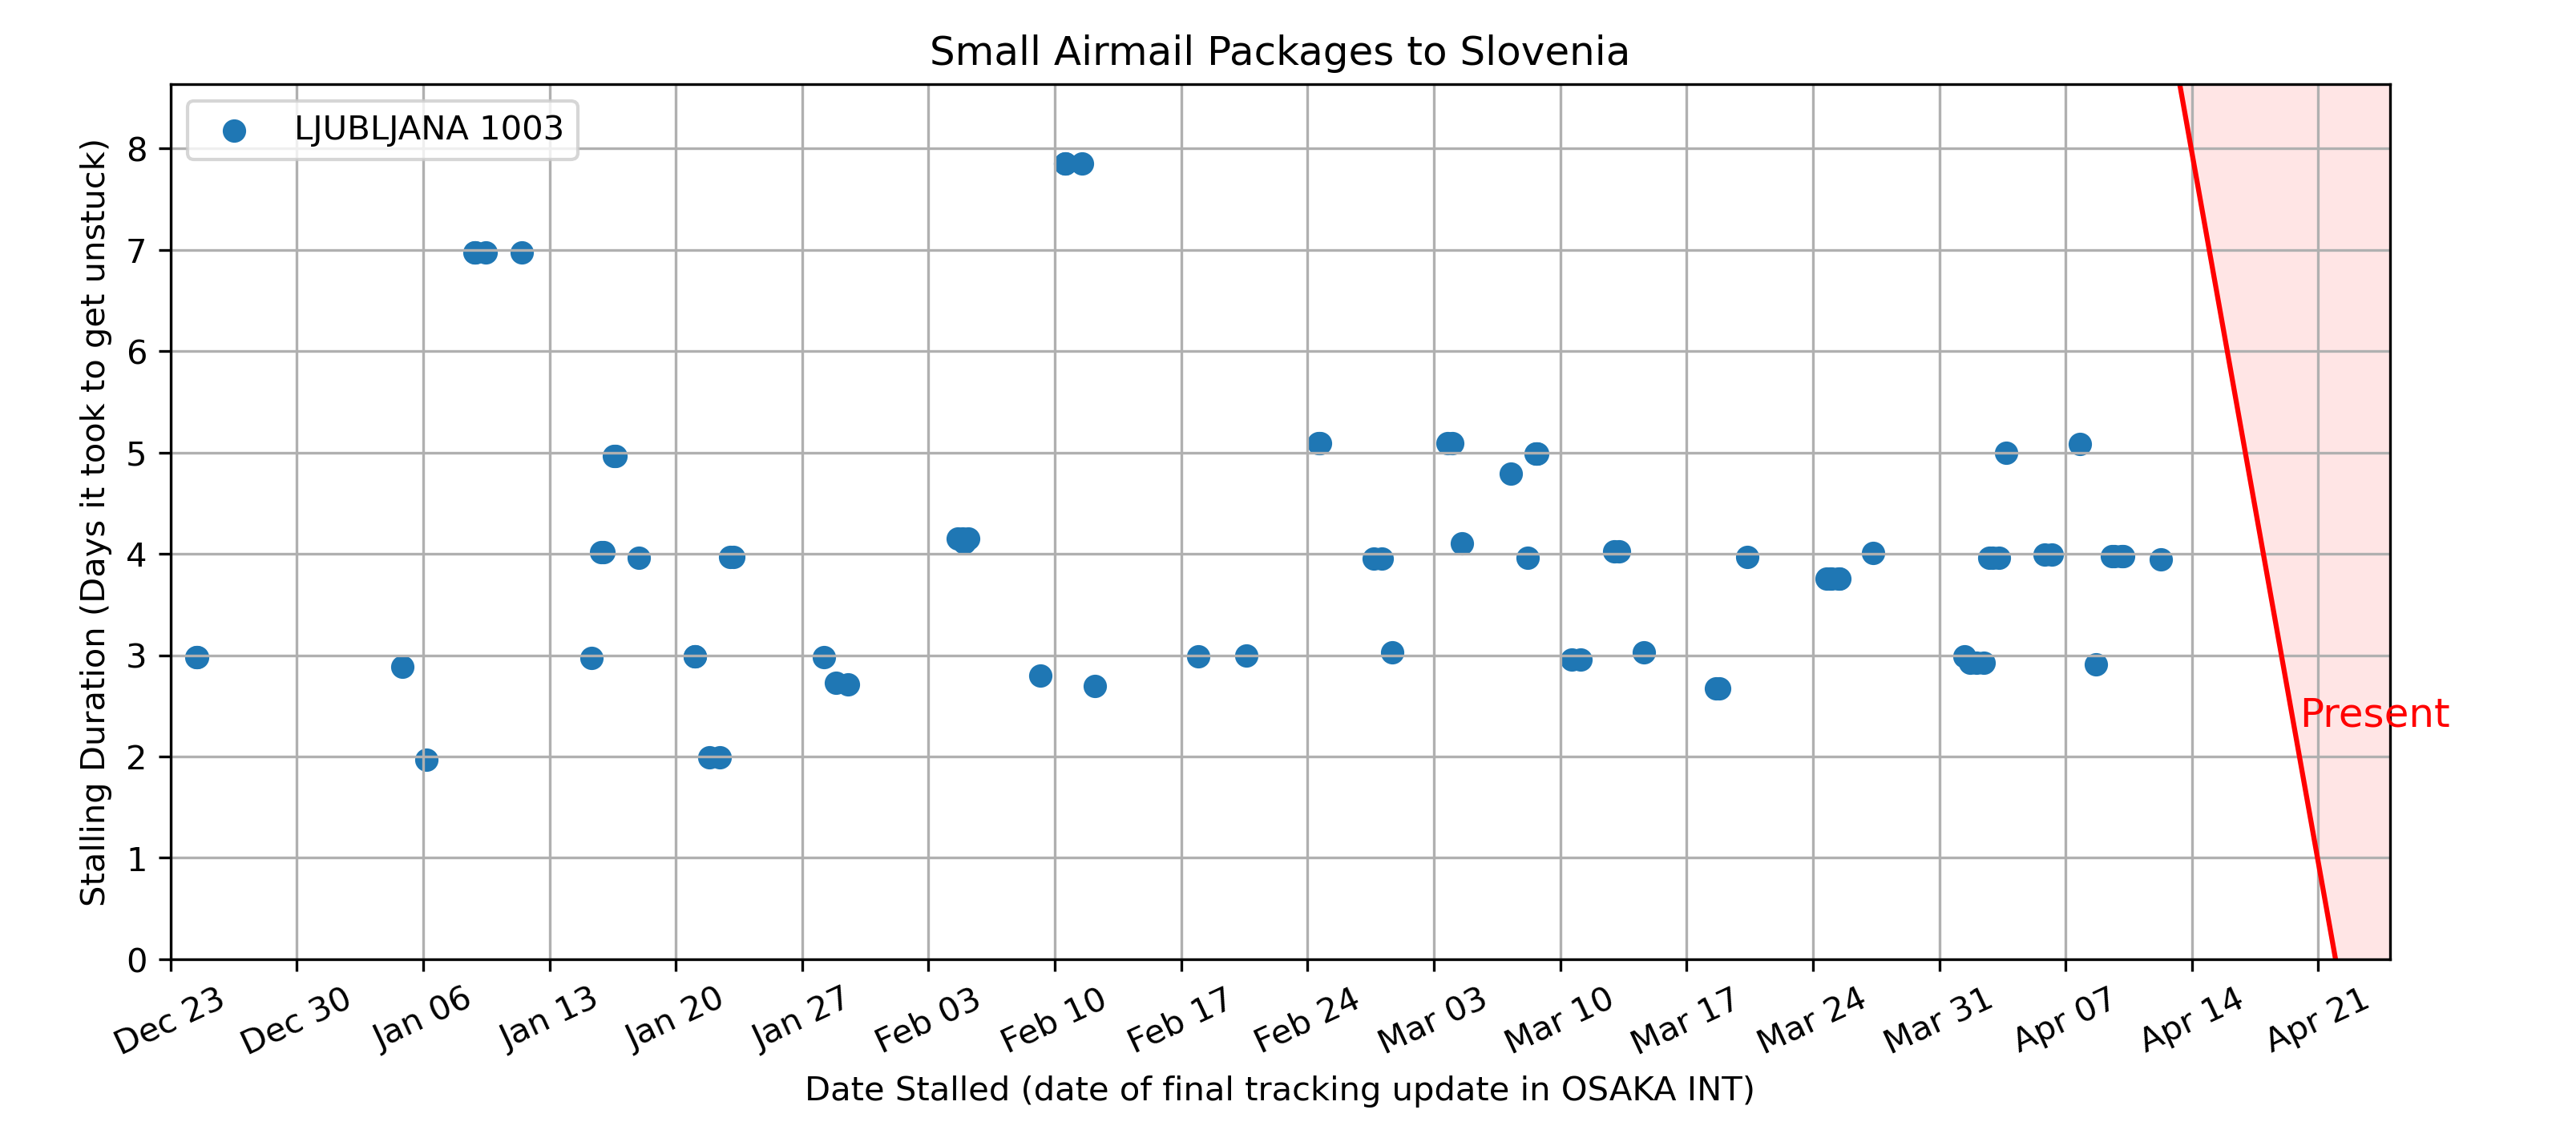 Small Airmail Packages to Slovenia
LJUBLJANA 1003
Stalling Duration (Days it took to get unstuck)
8
7
6
5
4
3
2
1
0
Present
Dec 23
Dec 30
Jan 06
Jan 13
Jan 20
Jan 27
Feb 03
Feb 10
Feb 17
Feb 24
Mar 03
Mar 10
Mar 17
Mar 24
Mar 31
Apr 07
Apr 14
Apr 21
Date Stalled (date of final tracking update in OSAKA INT)